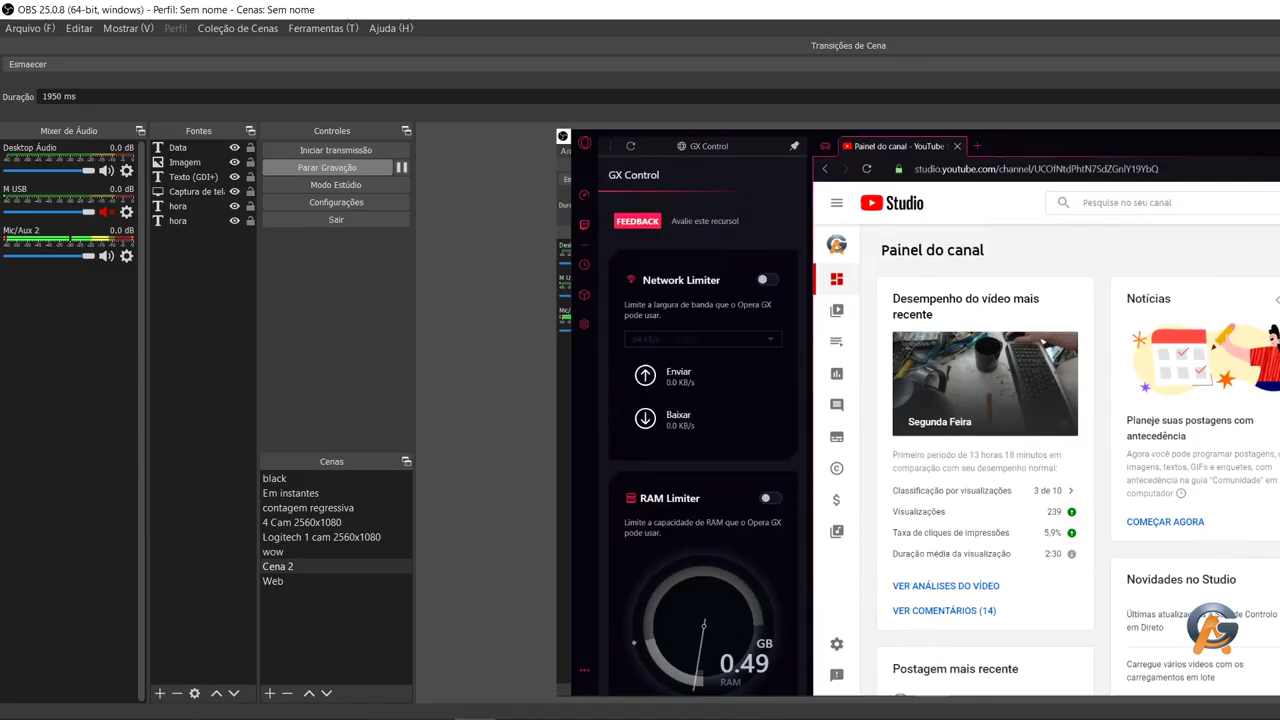 OBS 25.0.8 (64-bit, windows) - Perfil: Sem nome - Cenas: Sem nome
Arquivo (F) Editar Mostrar (V) Perfil Coleção de Cenas Ferramentas (T) Ajuda (H)
Transições de Cena
Esmaecer
Duração 1950 ms
Mixer de Áudio
Desktop Áudio 0.0 dB
M USB 0.0 dB
Mic/Aux 2 0.0 dB
Fontes
Data
Imagem
Texto (GDI+)
Captura de tel
hora
hora
Controles
Iniciar transmissão
Parar Gravação
Modo Estúdio
Configurações
Sair
Cenas
black
Em instantes
contagem regressiva
4 Cam 2560x1080
Logitech 1 cam 2560x1080
wow
Cena 2
Web
GX Control
GX Control
FEEDBACK Avalie este recurso!
Network Limiter
Limite a largura de banda que o Opera GX
pode usar.
64 KB/s
Enviar
0.0 KB/s
Baixar
0.0 KB/s
RAM Limiter
Limite a capacidade de RAM que o Opera GX
pode usar.
GB
0.49
RAM
Painel do canal - YouTube
studio.youtube.com/channel/UCOfNtdPhtN7SdZGnlY19YbQ
Studio
Pesquise no seu canal
Painel do canal
Desempenho do vídeo mais
recente
Segunda Feira
Primeiro período de 13 horas 18 minutos em
comparação com seu desempenho normal:
Classificação por visualizações 3 de 10
Visualizações 239
Taxa de cliques de impressões 5,9%
Duração média da visualização 2:30
VER ANÁLISES DO VÍDEO
VER COMENTÁRIOS (14)
Postagem mais recente
Notícias
Planeje suas postagens com
antecedência
Agora você pode programar postagens,
imagens, textos, GIFs e enquetes, com
antecedência na guia "Comunidade" em
computador
COMEÇAR AGORA
Novidades no Studio
Últimas de Controlo
em Direto
Carregue vários vídeos com os
carregamentos em lote